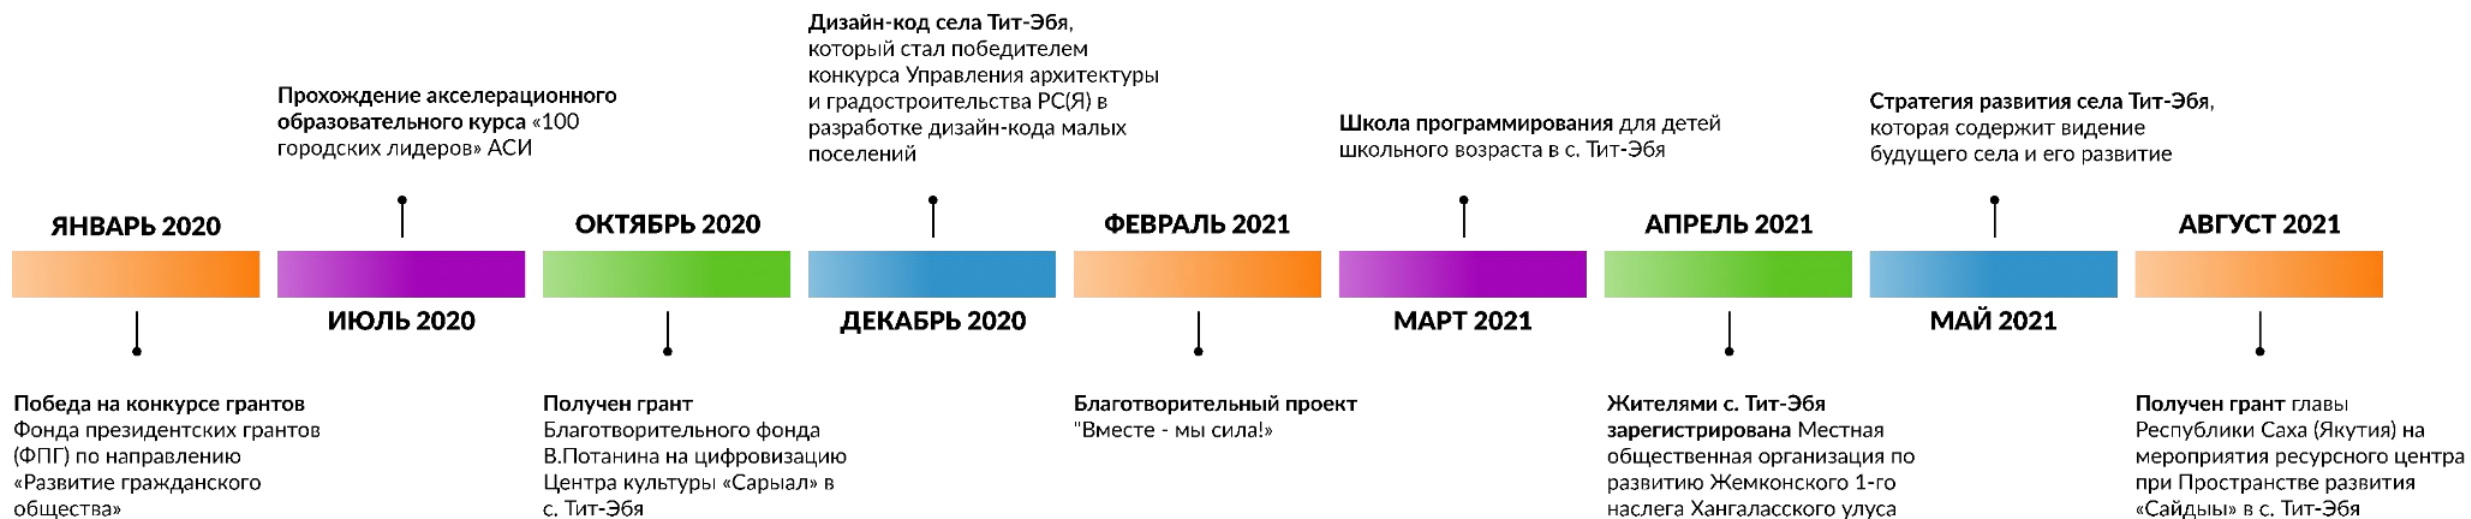 ЯНВАРЬ 2020
Победа на конкурсе грантов
Фонда президентских грантов
(ФПГ) по направлению
«Развитие гражданского
общества»
Прохождение акселерационного
образовательного курса «100
городских лидеров» АСИ
ИЮЛЬ 2020
ОКТЯБРЬ 2020
Получен грант
Благотворительного фонда
В.Потанина на цифровизацию
Центра культуры «Сарыал» в
с. Тит-Эбя
Дизайн-код села Тит-Эбя,
который стал победителем
конкурса Управления архитектуры
и градостроительства РС(Я) в
разработке дизайн-кода малых
поселений
ДЕКАБРЬ 2020
ФЕВРАЛЬ 2021
Благотворительный проект
"Вместе - мы сила!»
Школа программирования для детей
школьного возраста в с. Тит-Эбя
МАРТ 2021
АПРЕЛЬ 2021
Жителями с. Тит-Эбя
зарегистрирована Местная
общественная организация по
развитию Жемконского 1-го
наслега Хангаласского улуса
Стратегия развития села Тит-Эбя,
которая содержит видение
будущего села и его развитие
МАЙ 2021
АВГУСТ 2021
Получен грант главы
Республики Саха (Якутия) на
мероприятия ресурсного центра
при Пространстве развития
«Сайдыы» в с. Тит-Эбя